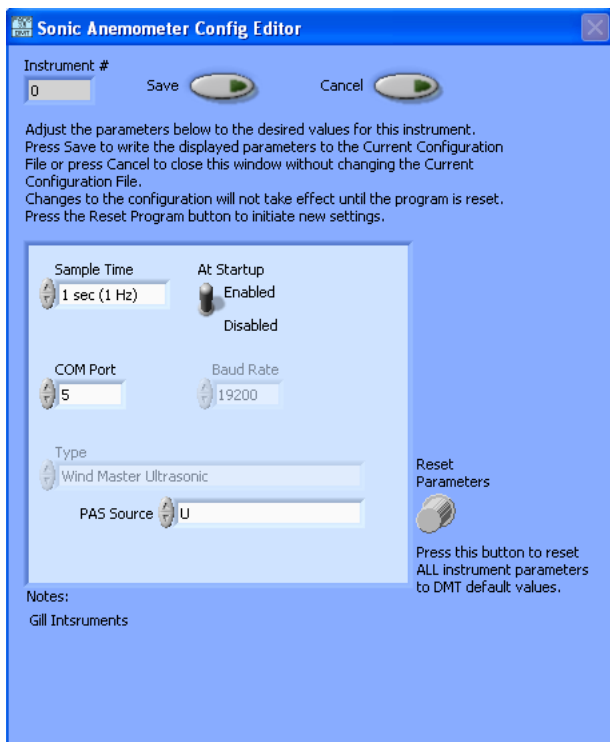 DMT
Sonic Anemometer Config Editor
Instrument #
0
Save
Cancel
Adjust the parameters below to the desired values for this instrument.
Press Save to write the displayed parameters to the Current Configuration
File or press Cancel to close this window without changing the Current
Configuration File.
Changes to the configuration will not take effect until the program is reset.
Press the Reset Program button to initiate new settings.
Sample Time
1 sec (1 Hz)
At Startup
Enabled
Disabled
COM Port
5
Baud Rate
19200
Type
Wind Master Ultrasonic
PAS Source
U
Reset
Parameters
Press this button to reset
ALL instrument parameters
to DMT default values.
Notes:
Gill Intsruments